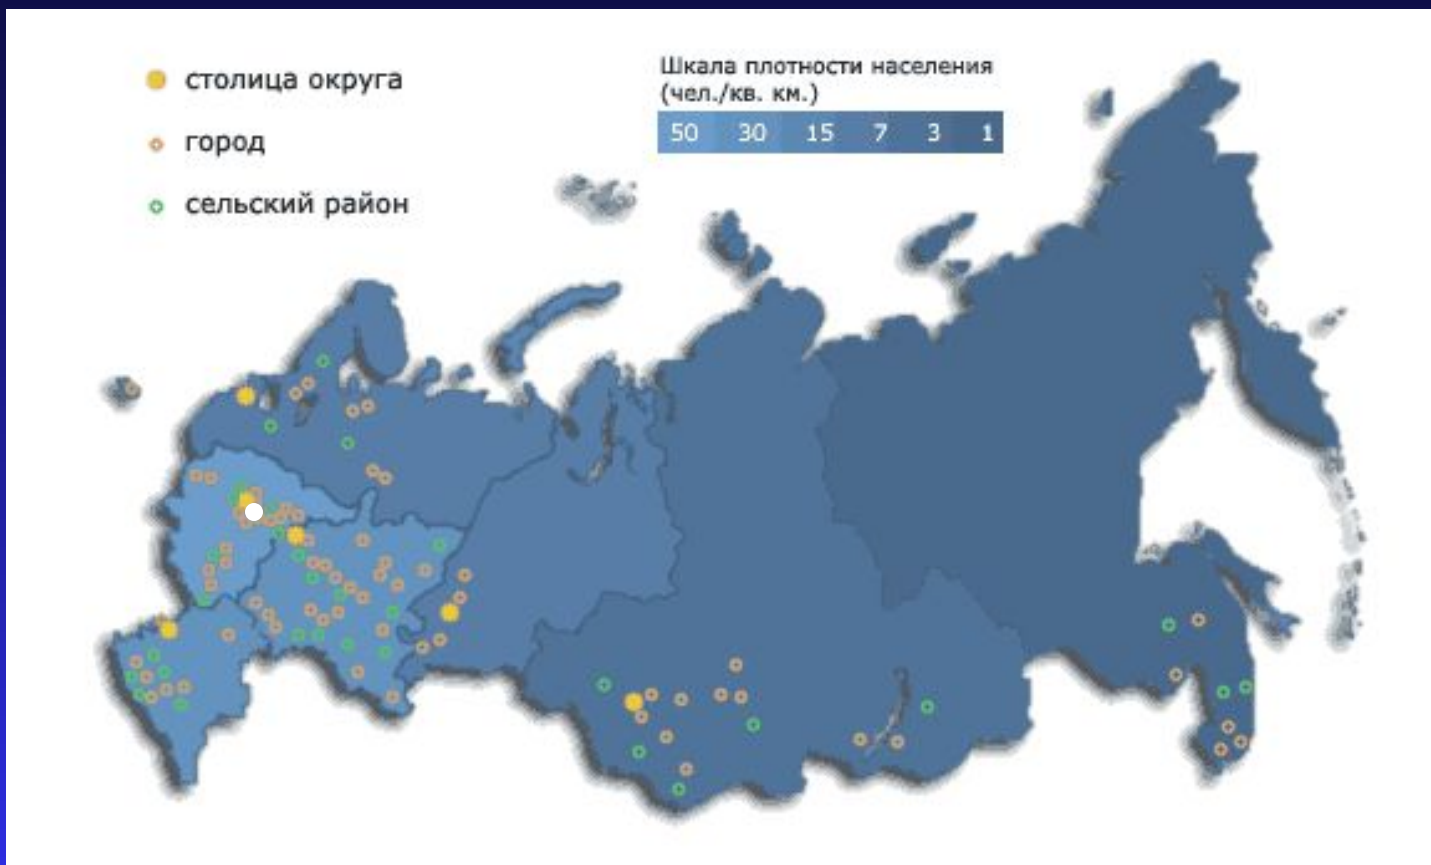 столица округа
город
сельский район
Шкала плотности населения
(чел./кв. км.)
50 30 15 7 3 1